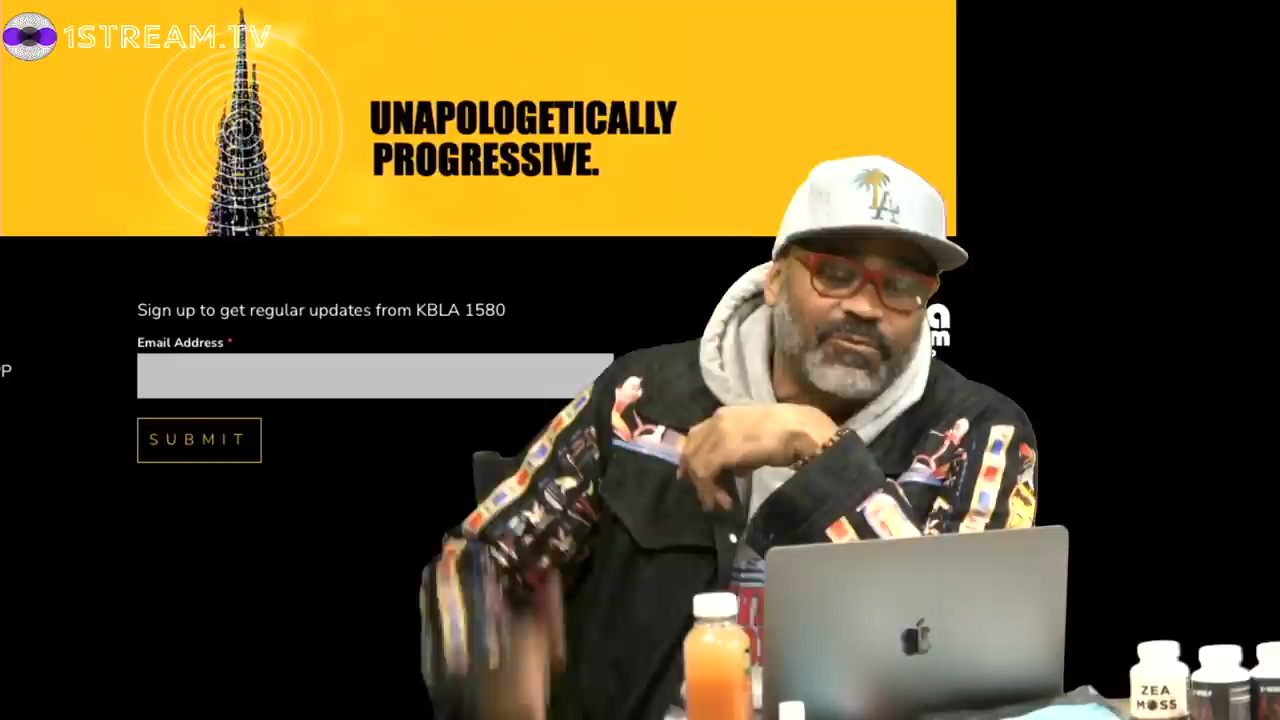 1STREAM.TV
UNAPOLOGETICALLY
PROGRESSIVE.
LA
Sign up to get regular updates from KBLA 1580
Email Address *
SUBMIT
ZEA
MOSS